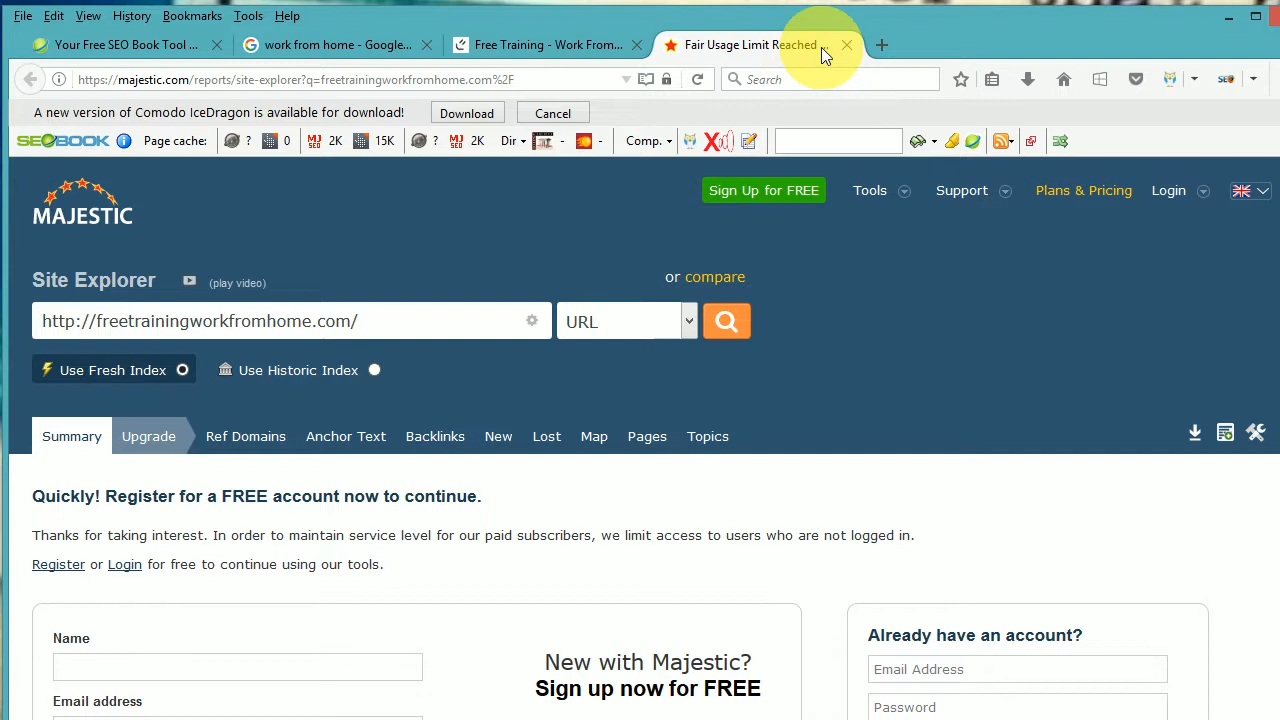 File Edit View History Bookmarks Tools Help
Your Free SEO Book Tool ... work from home - Google... Free Training - Work From... Fair Usage Limit Reached ...
https://majestic.com/reports/site-explorer?q=freetrainingworkfromhome.com%2F Search
A new version of Comodo IceDragon is available for download! Download Cancel
SEOBOOK Page cache: ? 0 MJ 2K 15K ? MJ 2K Dir - - Comp.
MAJESTIC Sign Up for FREE Tools Support Plans & Pricing Login
Site Explorer (play video) or compare
http://freetrainingworkfromhome.com/ URL
Use Fresh Index Use Historic Index
Summary Upgrade Ref Domains Anchor Text Backlinks New Lost Map Pages Topics
Quickly! Register for a FREE account now to continue.
Thanks for taking interest. In order to maintain service level for our paid subscribers, we limit access to users who are not logged in.
Register or Login for free to continue using our tools.
Name
New with Majestic?
Sign up now for FREE
Email address
Already have an account?
Email Address
Password